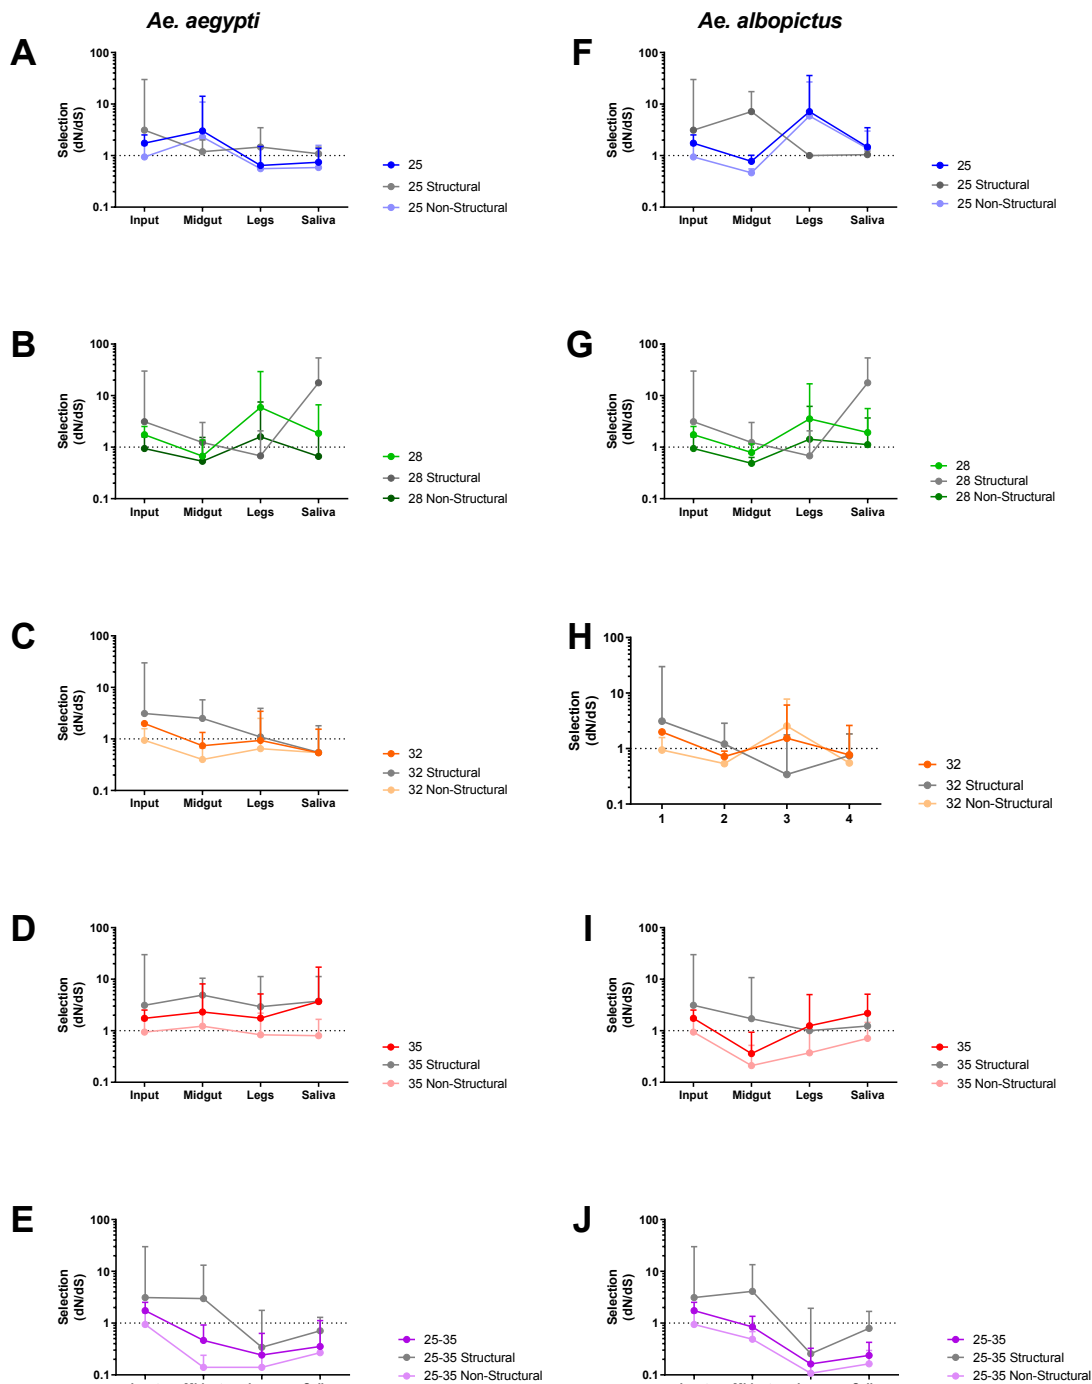 Ae. aegypti
Ae. albopictus
A
Selection
(dN/dS)
100
10
1
0.1
Input Midgut Legs Saliva
25
25 Structural
25 Non-Structural
F
Selection
(dN/dS)
100
10
1
0.1
Input Midgut Legs Saliva
25
25 Structural
25 Non-Structural
B
Selection
(dN/dS)
100
10
1
0.1
Input Midgut Legs Saliva
28
28 Structural
28 Non-Structural
G
Selection
(dN/dS)
100
10
1
0.1
Input Midgut Legs Saliva
28
28 Structural
28 Non-Structural
C
Selection
(dN/dS)
100
10
1
0.1
Input Midgut Legs Saliva
32
32 Structural
32 Non-Structural
H
Selection
(dN/dS)
100
10
1
0.1
1 2 3 4
32
32 Structural
32 Non-Structural
D
Selection
(dN/dS)
100
10
1
0.1
Input Midgut Legs Saliva
35
35 Structural
35 Non-Structural
I
Selection
(dN/dS)
100
10
1
0.1
Input Midgut Legs Saliva
35
35 Structural
35 Non-Structural
E
Selection
(dN/dS)
100
10
1
0.1
25-35
25-35 Structural
25-35 Non-Structural
J
Selection
(dN/dS)
100
10
1
0.1
25-35
25-35 Structural
25-35 Non-Structural